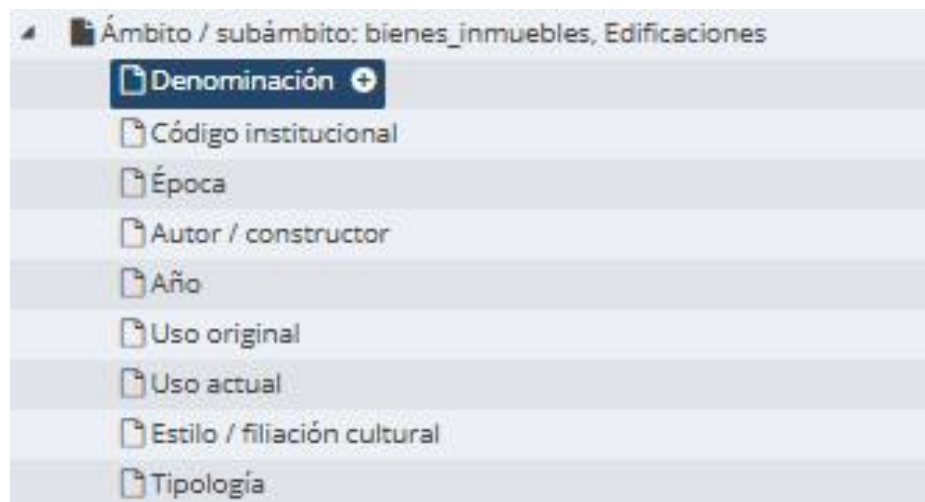 Ámbito / subámbito: bienes_inmuebles, Edificaciones
Denominación
Código institucional
Época
Autor / constructor
Año
Uso original
Uso actual
Estilo / filiación cultural
Tipología